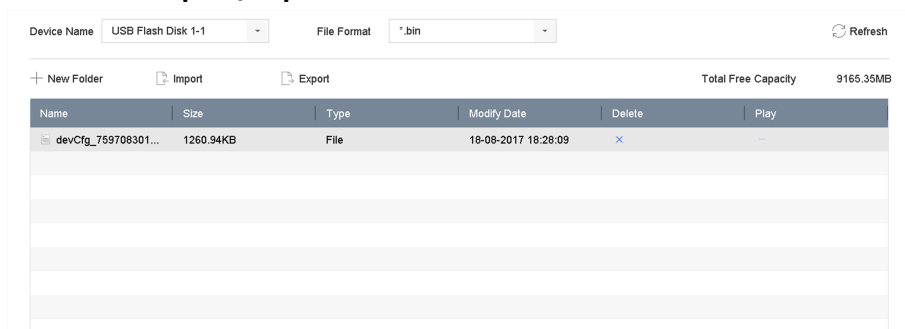 Device Name USB Flash Disk 1-1 File Format *.bin Refresh
New Folder Import Export Total Free Capacity 9165.35MB
Name Size Type Modify Date Delete Play
devCfg_759708301... 1260.94KB File 18-08-2017 18:28:09